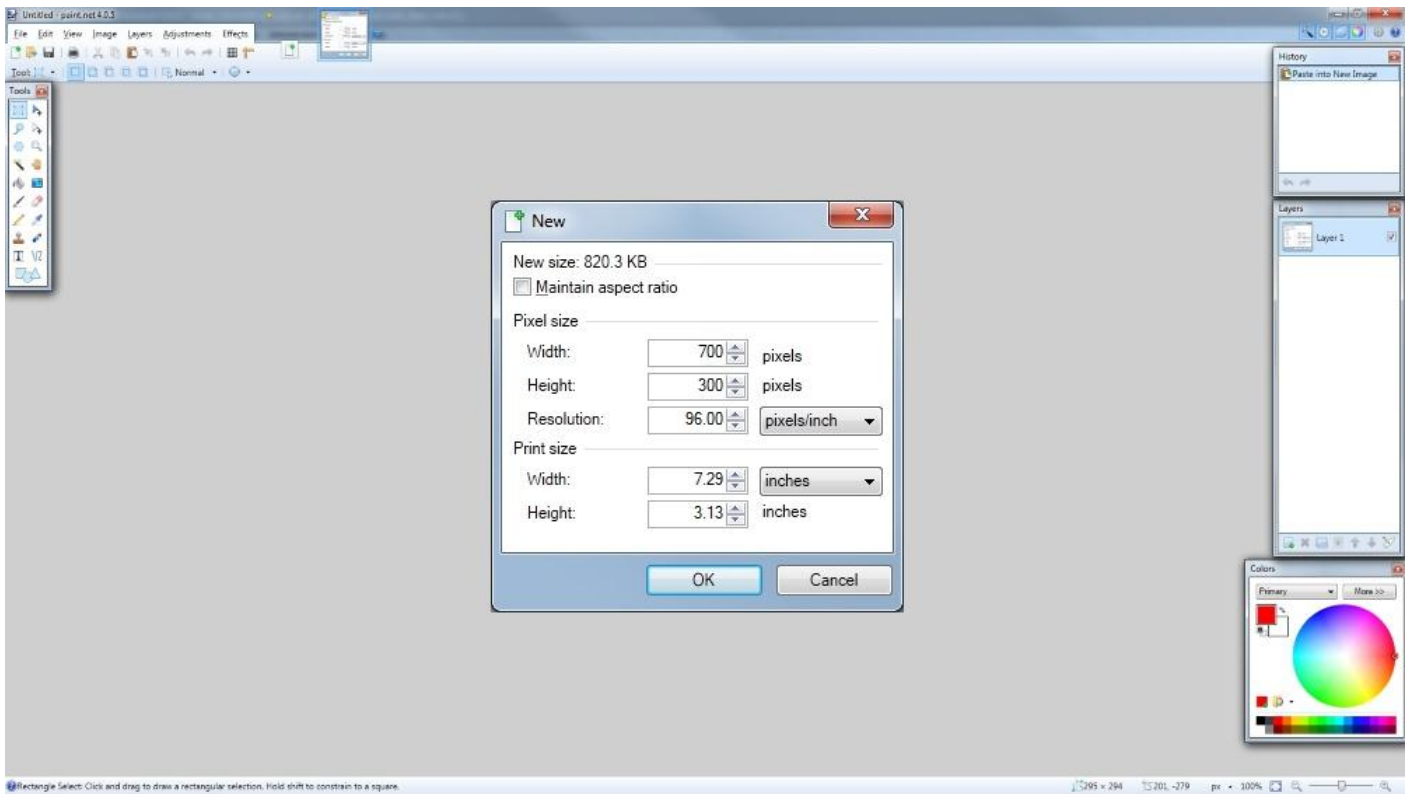 Untitled - paint.net 4.0.5
File Edit View Image Layers Adjustments Effects
Tool: Normal
Tools
History
Paste into New Image
Layers
Layer 1
New
New size: 820.3 KB
Maintain aspect ratio
Pixel size
Width: 700 pixels
Height: 300 pixels
Resolution: 96.00 pixels/inch
Print size
Width: 7.29 inches
Height: 3.13 inches
OK Cancel
Colors
Primary More >>
Rectangle Select: Click and drag to draw a rectangular selection. Hold shift to constrain to a square. 295 × 294 201, -279 px 100%